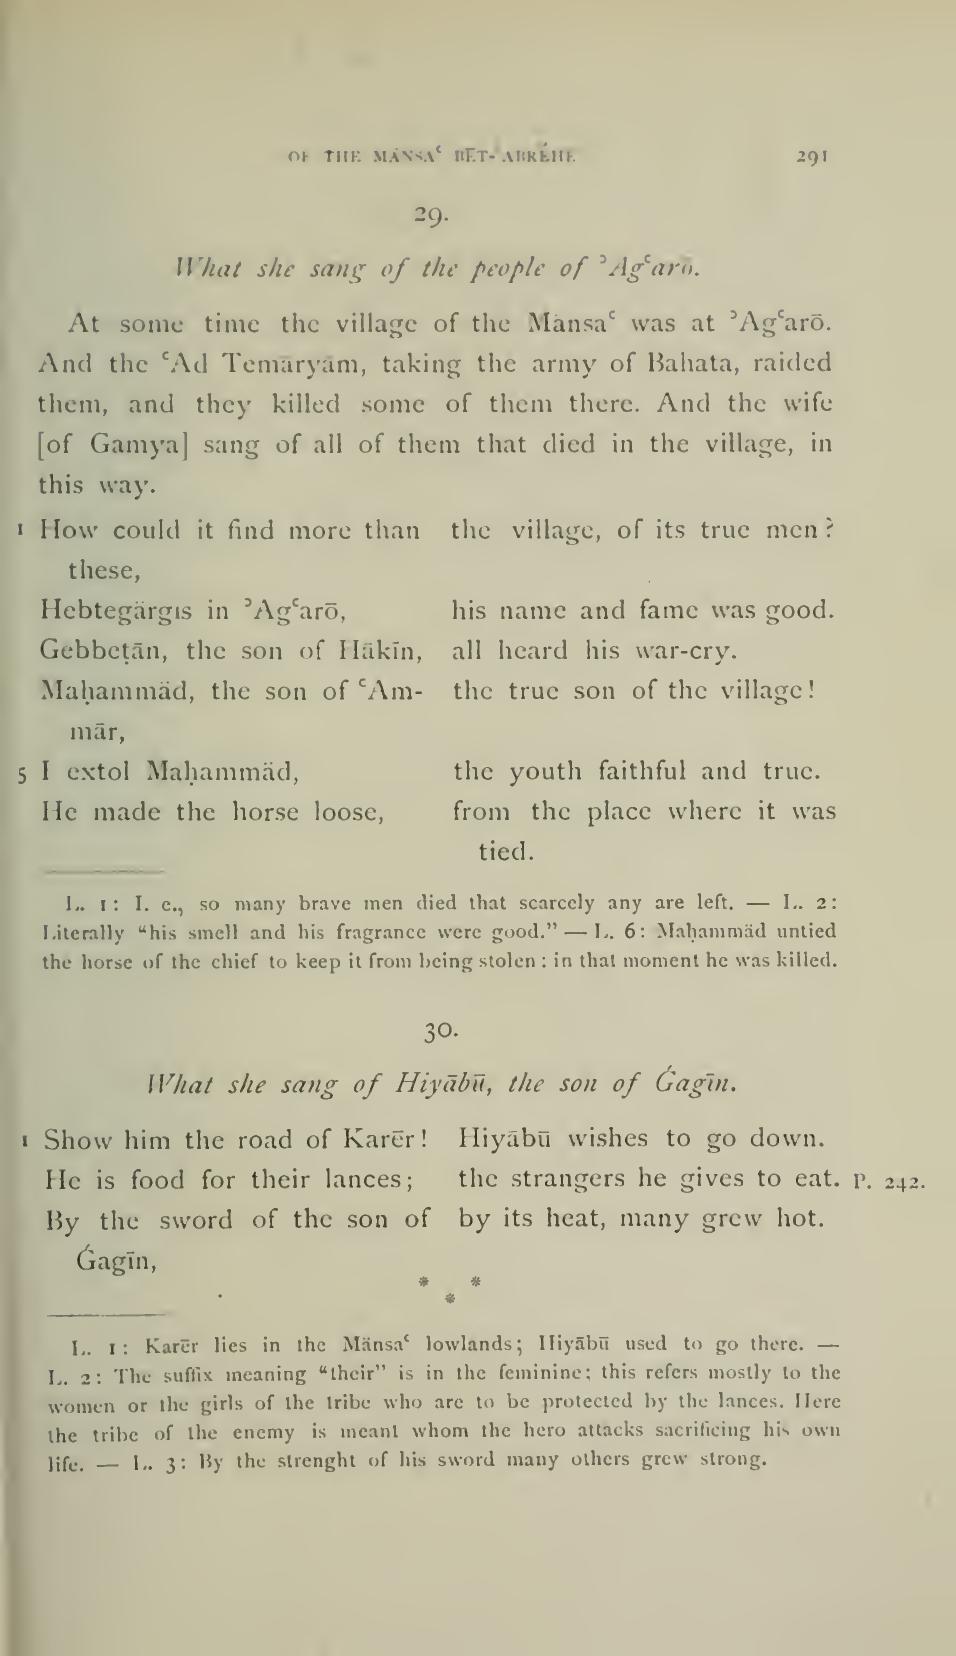 OF THE MÄNSAʿ BĒT-ABRĔHE 291
29.
What she sang of the people of ʾAgʿarō.
At some time the village of the Mänsaʿ was at ʾAgʿarō.
And the ʿAd Temāryām, taking the army of Bahata, raided
them, and they killed some of them there. And the wife
[of Gamya] sang of all of them that died in the village, in
this way.
1 How could it find more than the village, of its true men?
these,
Hebtegärgıs in ʾAgʿarō, his name and fame was good.
Gebbeṭān, the son of Häkīn, all heard his war-cry.
Maḥammäd, the son of ʿAm- the true son of the village!
mār,
5 I extol Maḥammäd, the youth faithful and true.
He made the horse loose, from the place where it was
tied.
L. 1: I. e., so many brave men died that scarcely any are left. — L. 2:
Literally “his smell and his fragrance were good.” — L. 6: Maḥammäd untied
the horse of the chief to keep it from being stolen: in that moment he was killed.
30.
What she sang of Hiyābū, the son of Ǵagīn.
1 Show him the road of Karēr! Hiyābū wishes to go down.
He is food for their lances; the strangers he gives to eat. P. 242.
By the sword of the son of by its heat, many grew hot.
Ǵagīn,
* *
*
L. 1: Karēr lies in the Mänsaʿ lowlands; Hiyābū used to go there. —
L. 2: The suffix meaning “their” is in the feminine; this refers mostly to the
women or the girls of the tribe who are to be protected by the lances. Here
the tribe of the enemy is meant whom the hero attacks sacrificing his own
life. — L. 3: By the strenght of his sword many others grew strong.